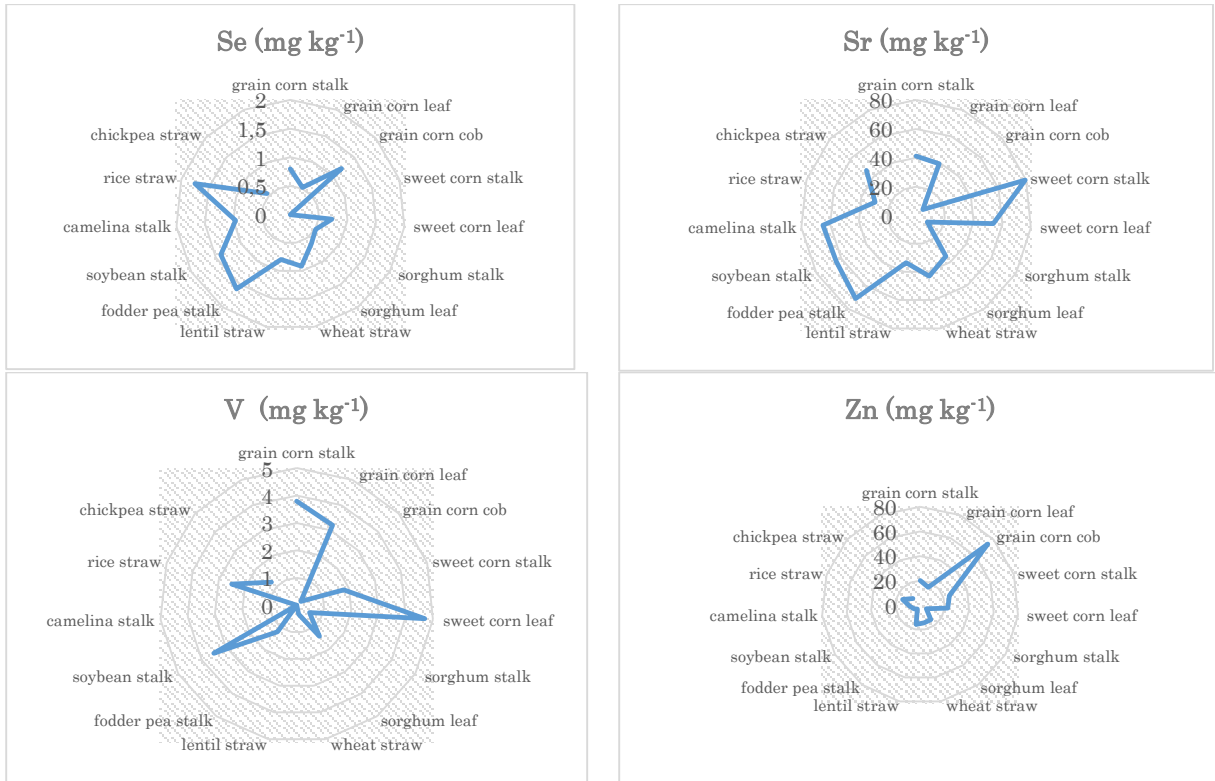 Se (mg kg-1)
grain corn stalk
grain corn leaf
grain corn cob
sweet corn stalk
sweet corn leaf
sorghum stalk
sorghum leaf
wheat straw
lentil straw
fodder pea stalk
soybean stalk
camelina stalk
rice straw
chickpea straw
2
1,5
1
0,5
0
Sr (mg kg-1)
grain corn stalk
grain corn leaf
grain corn cob
sweet corn stalk
sweet corn leaf
sorghum stalk
sorghum leaf
wheat straw
lentil straw
fodder pea stalk
soybean stalk
camelina stalk
rice straw
chickpea straw
80
60
40
20
0
V (mg kg-1)
grain corn stalk
grain corn leaf
grain corn cob
sweet corn stalk
sweet corn leaf
sorghum stalk
sorghum leaf
wheat straw
lentil straw
fodder pea stalk
soybean stalk
camelina stalk
rice straw
chickpea straw
5
4
3
2
1
0
Zn (mg kg-1)
grain corn stalk
grain corn leaf
grain corn cob
sweet corn stalk
sweet corn leaf
sorghum stalk
sorghum leaf
wheat straw
lentil straw
fodder pea stalk
soybean stalk
camelina stalk
rice straw
chickpea straw
80
60
40
20
0